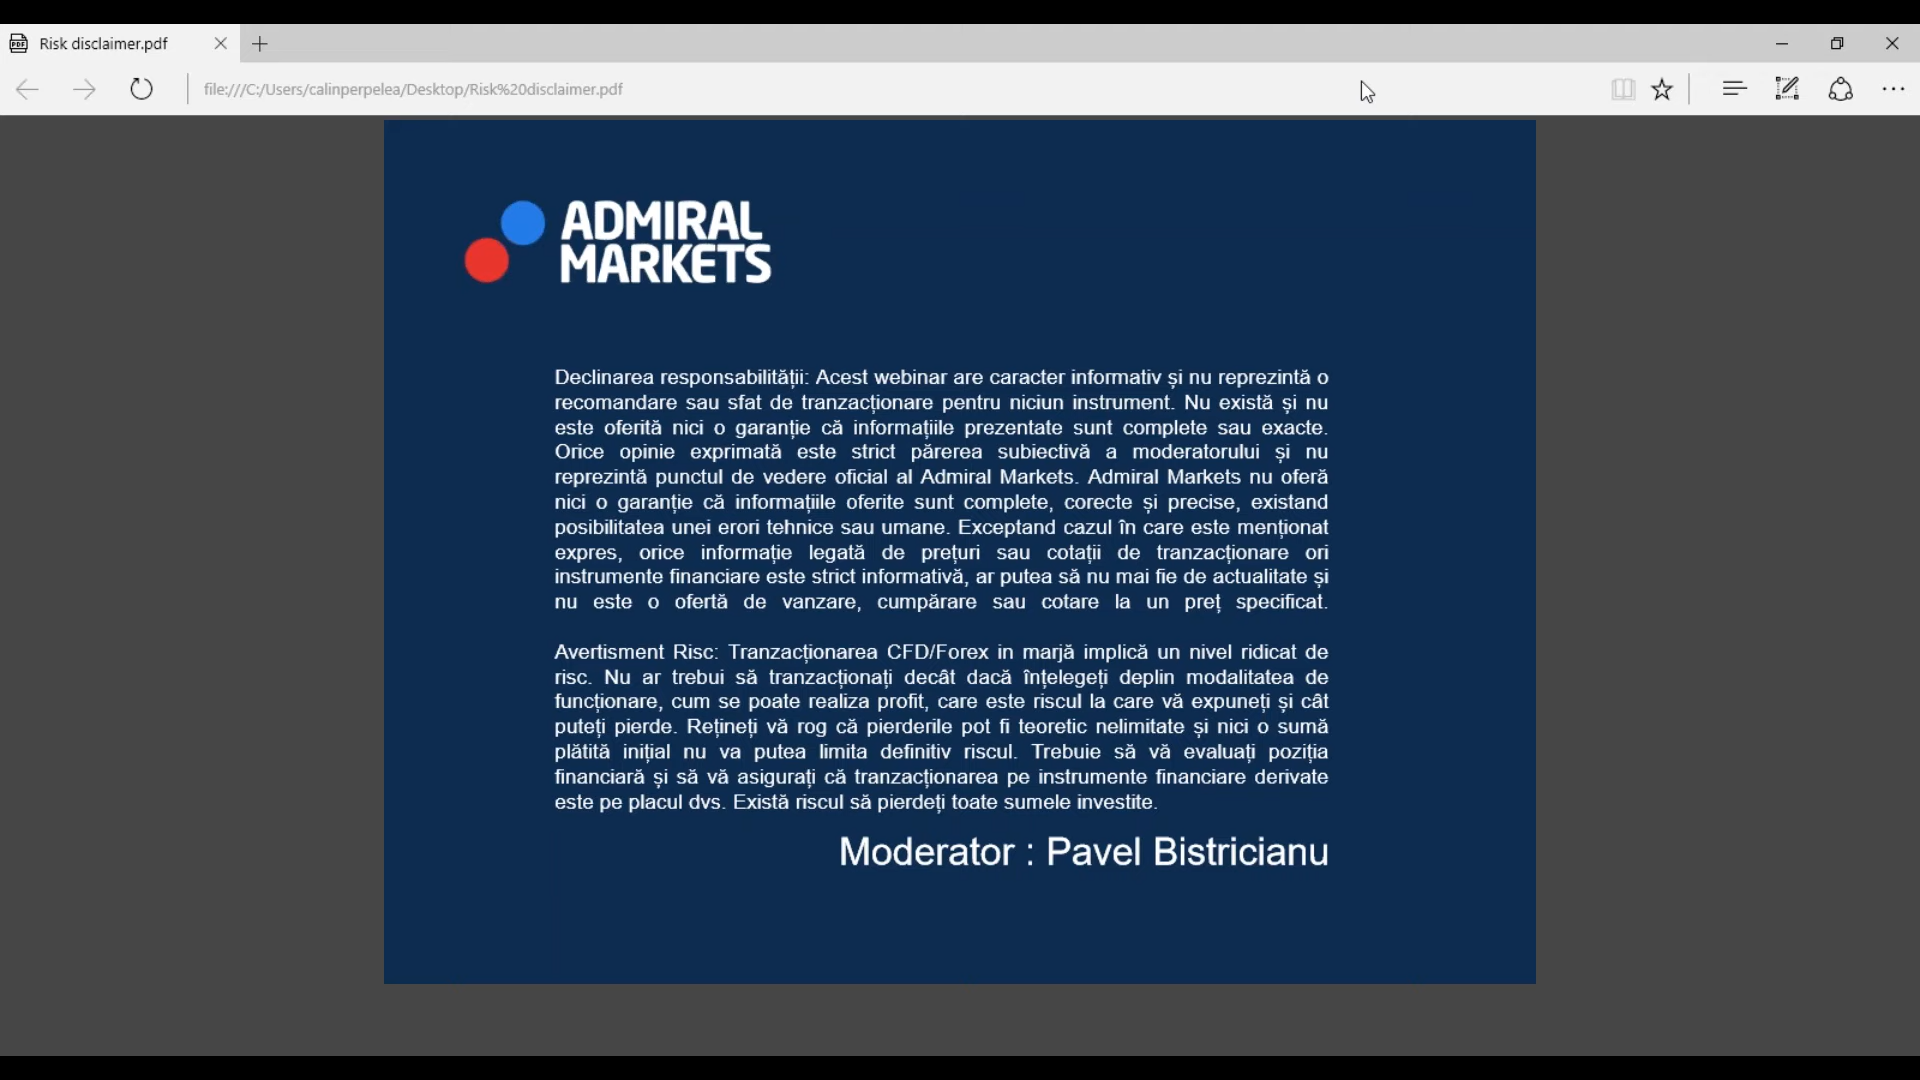 Risk disclaimer.pdf
file:///C:/Users/calinperpelea/Desktop/Risk%20disclaimer.pdf
ADMIRAL
MARKETS
Declinarea responsabilității: Acest webinar are caracter informativ și nu reprezintă o
recomandare sau sfat de tranzacționare pentru niciun instrument. Nu există și nu
este oferită nici o garanție că informațiile prezentate sunt complete sau exacte.
Orice opinie exprimată este strict părerea subiectivă a moderatorului și nu
reprezintă punctul de vedere oficial al Admiral Markets. Admiral Markets nu oferă
nici o garanție că informațiile oferite sunt complete, corecte și precise, existand
posibilitatea unei erori tehnice sau umane. Exceptand cazul în care este menționat
expres, orice informație legată de prețuri sau cotații de tranzacționare ori
instrumente financiare este strict informativă, ar putea să nu mai fie de actualitate și
nu este o ofertă de vanzare, cumpărare sau cotare la un preț specificat.
Avertisment Risc: Tranzacționarea CFD/Forex in marjă implică un nivel ridicat de
risc. Nu ar trebui să tranzacționați decât dacă înțelegeți deplin modalitatea de
funcționare, cum se poate realiza profit, care este riscul la care vă expuneți și cât
puteți pierde. Rețineți vă rog că pierderile pot fi teoretic nelimitate și nici o sumă
plătită inițial nu va putea limita definitiv riscul. Trebuie să vă evaluați poziția
financiară și să vă asigurați că tranzacționarea pe instrumente financiare derivate
este pe placul dvs. Există riscul să pierdeți toate sumele investite.
Moderator : Pavel Bistricianu